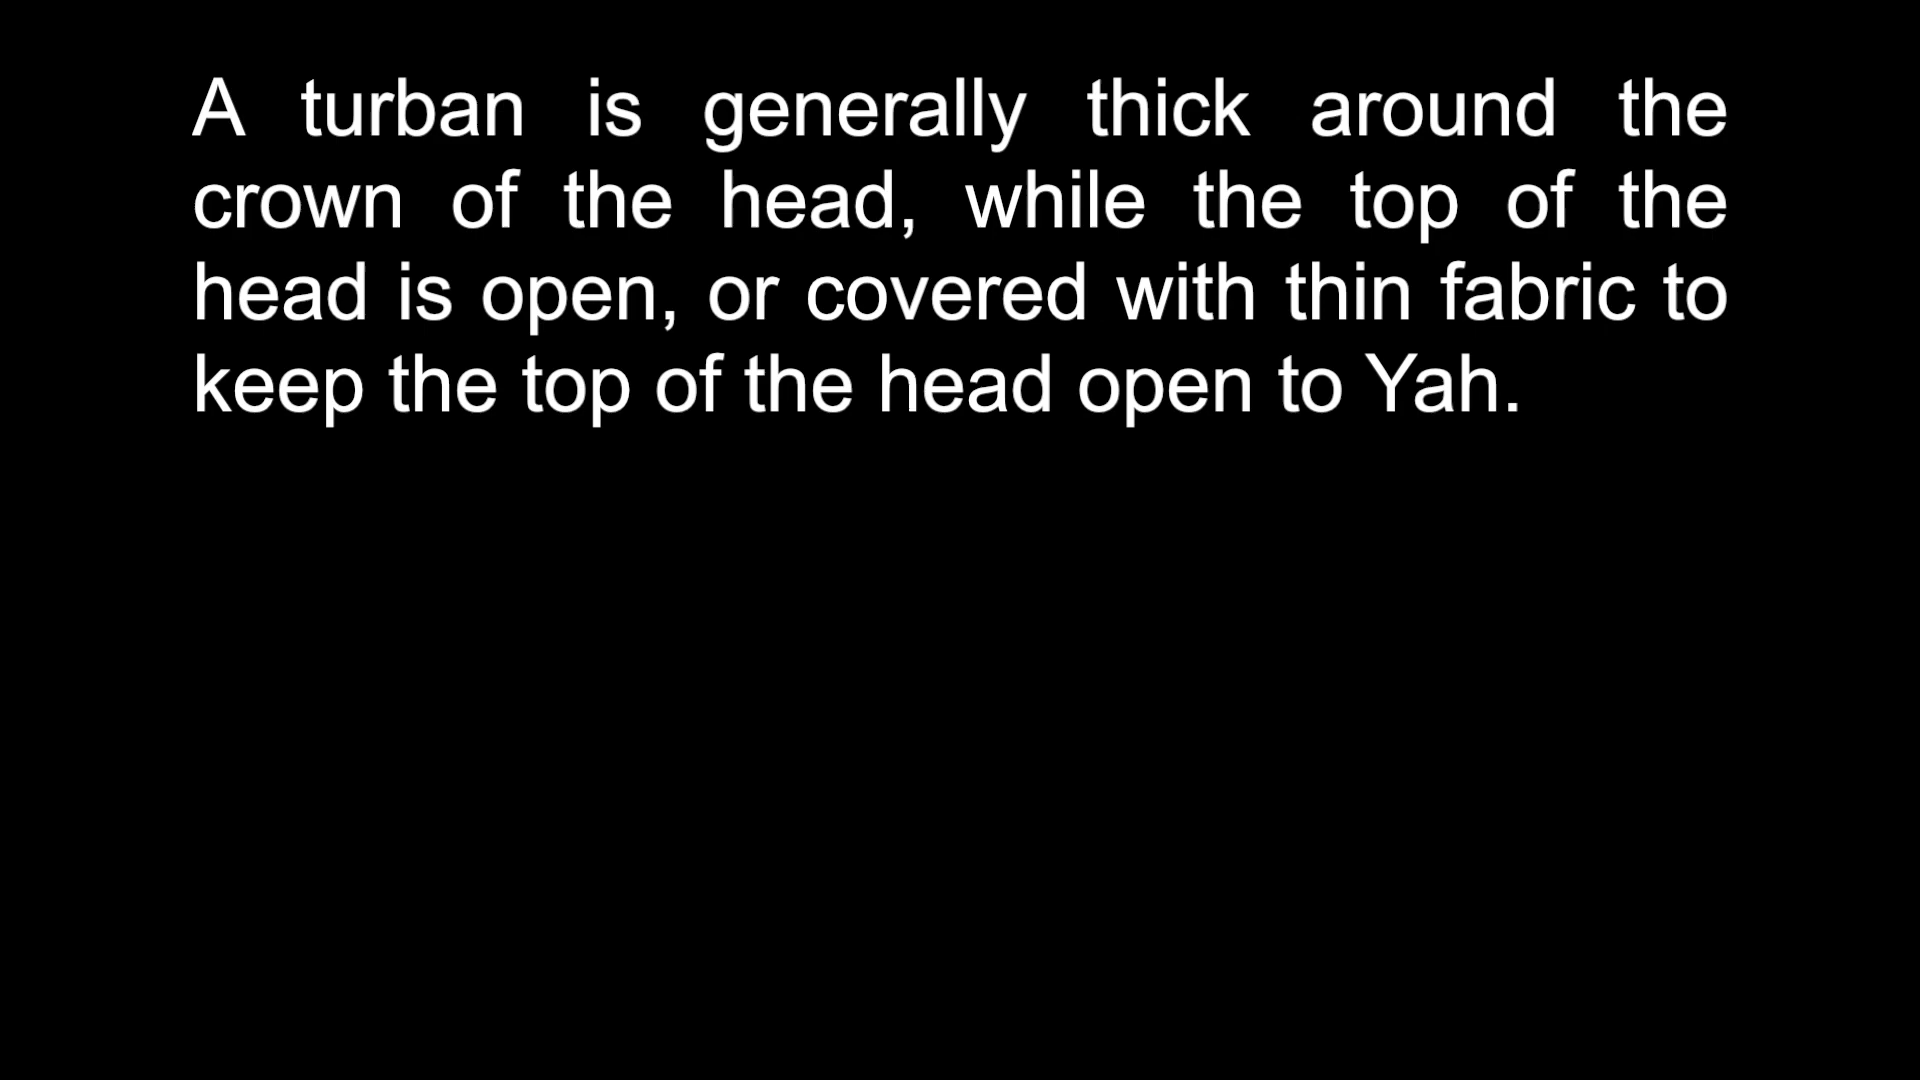 A turban is generally thick around the
crown of the head, while the top of the
head is open, or covered with thin fabric to
keep the top of the head open to Yah.